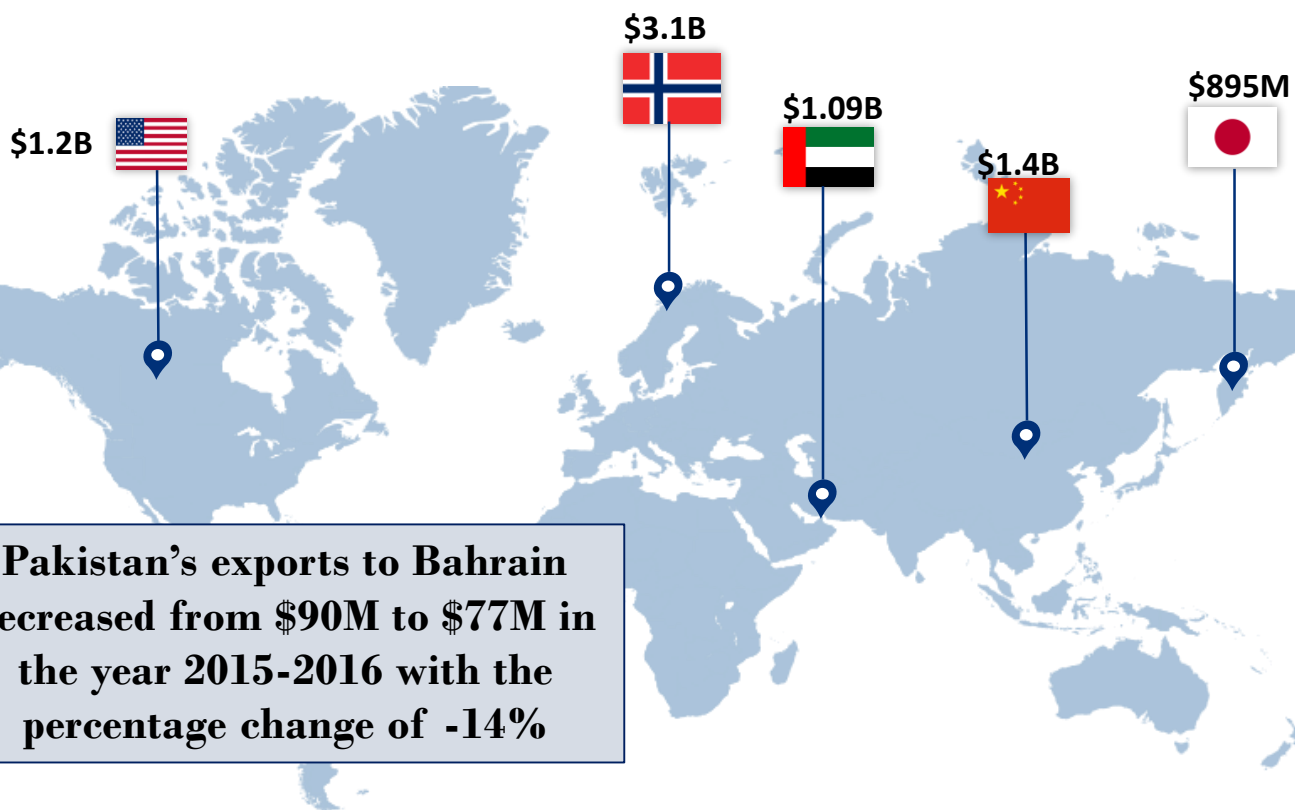 $3.1B
$895M
$1.09B
$1.2B
$1.4B
Pakistan’s exports to Bahrain
ecreased from $90M to $77M in
the year 2015-2016 with the
percentage change of -14%